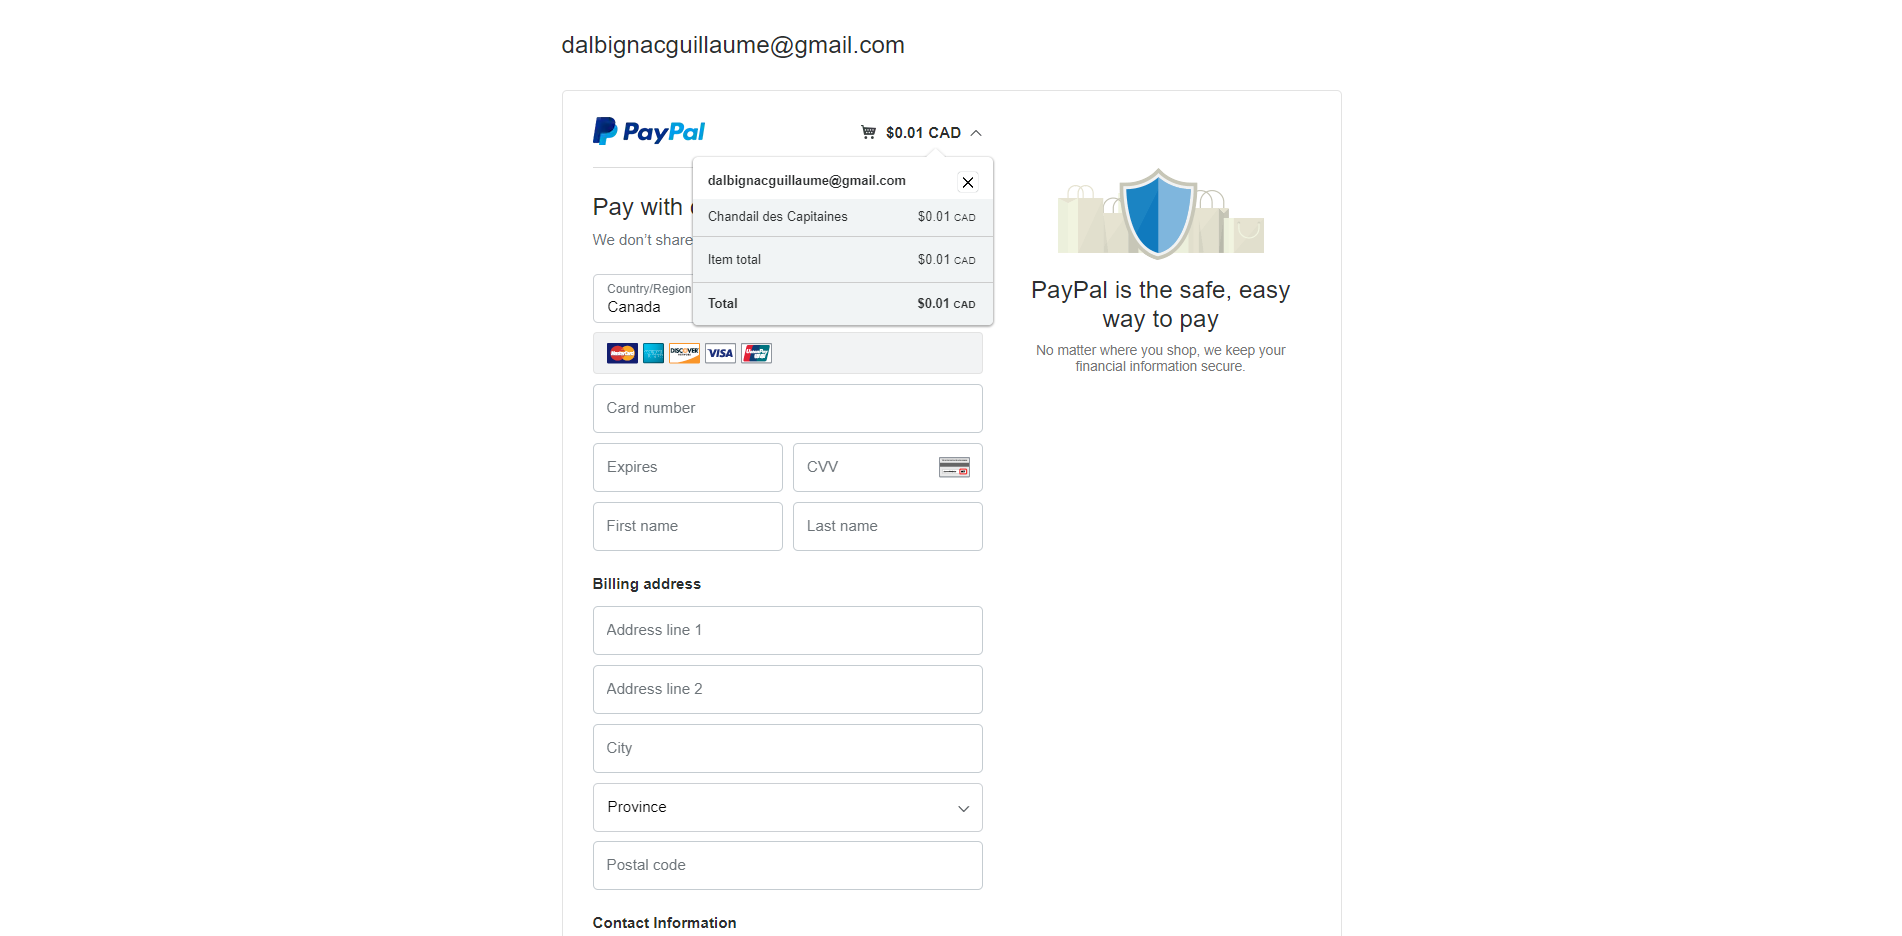 dalbignacguillaume@gmail.com
PayPal
$0.01 CAD
dalbignacguillaume@gmail.com
Chandail des Capitaines $0.01 CAD
Item total $0.01 CAD
Total $0.01 CAD
Pay with
We don't share
Country/Region
Canada
MasterCard DISCOVER VISA UnionPay
Card number
Expires CVV
First name Last name
Billing address
Address line 1
Address line 2
City
Province
Postal code
Contact Information
PayPal is the safe, easy
way to pay
No matter where you shop, we keep your
financial information secure.